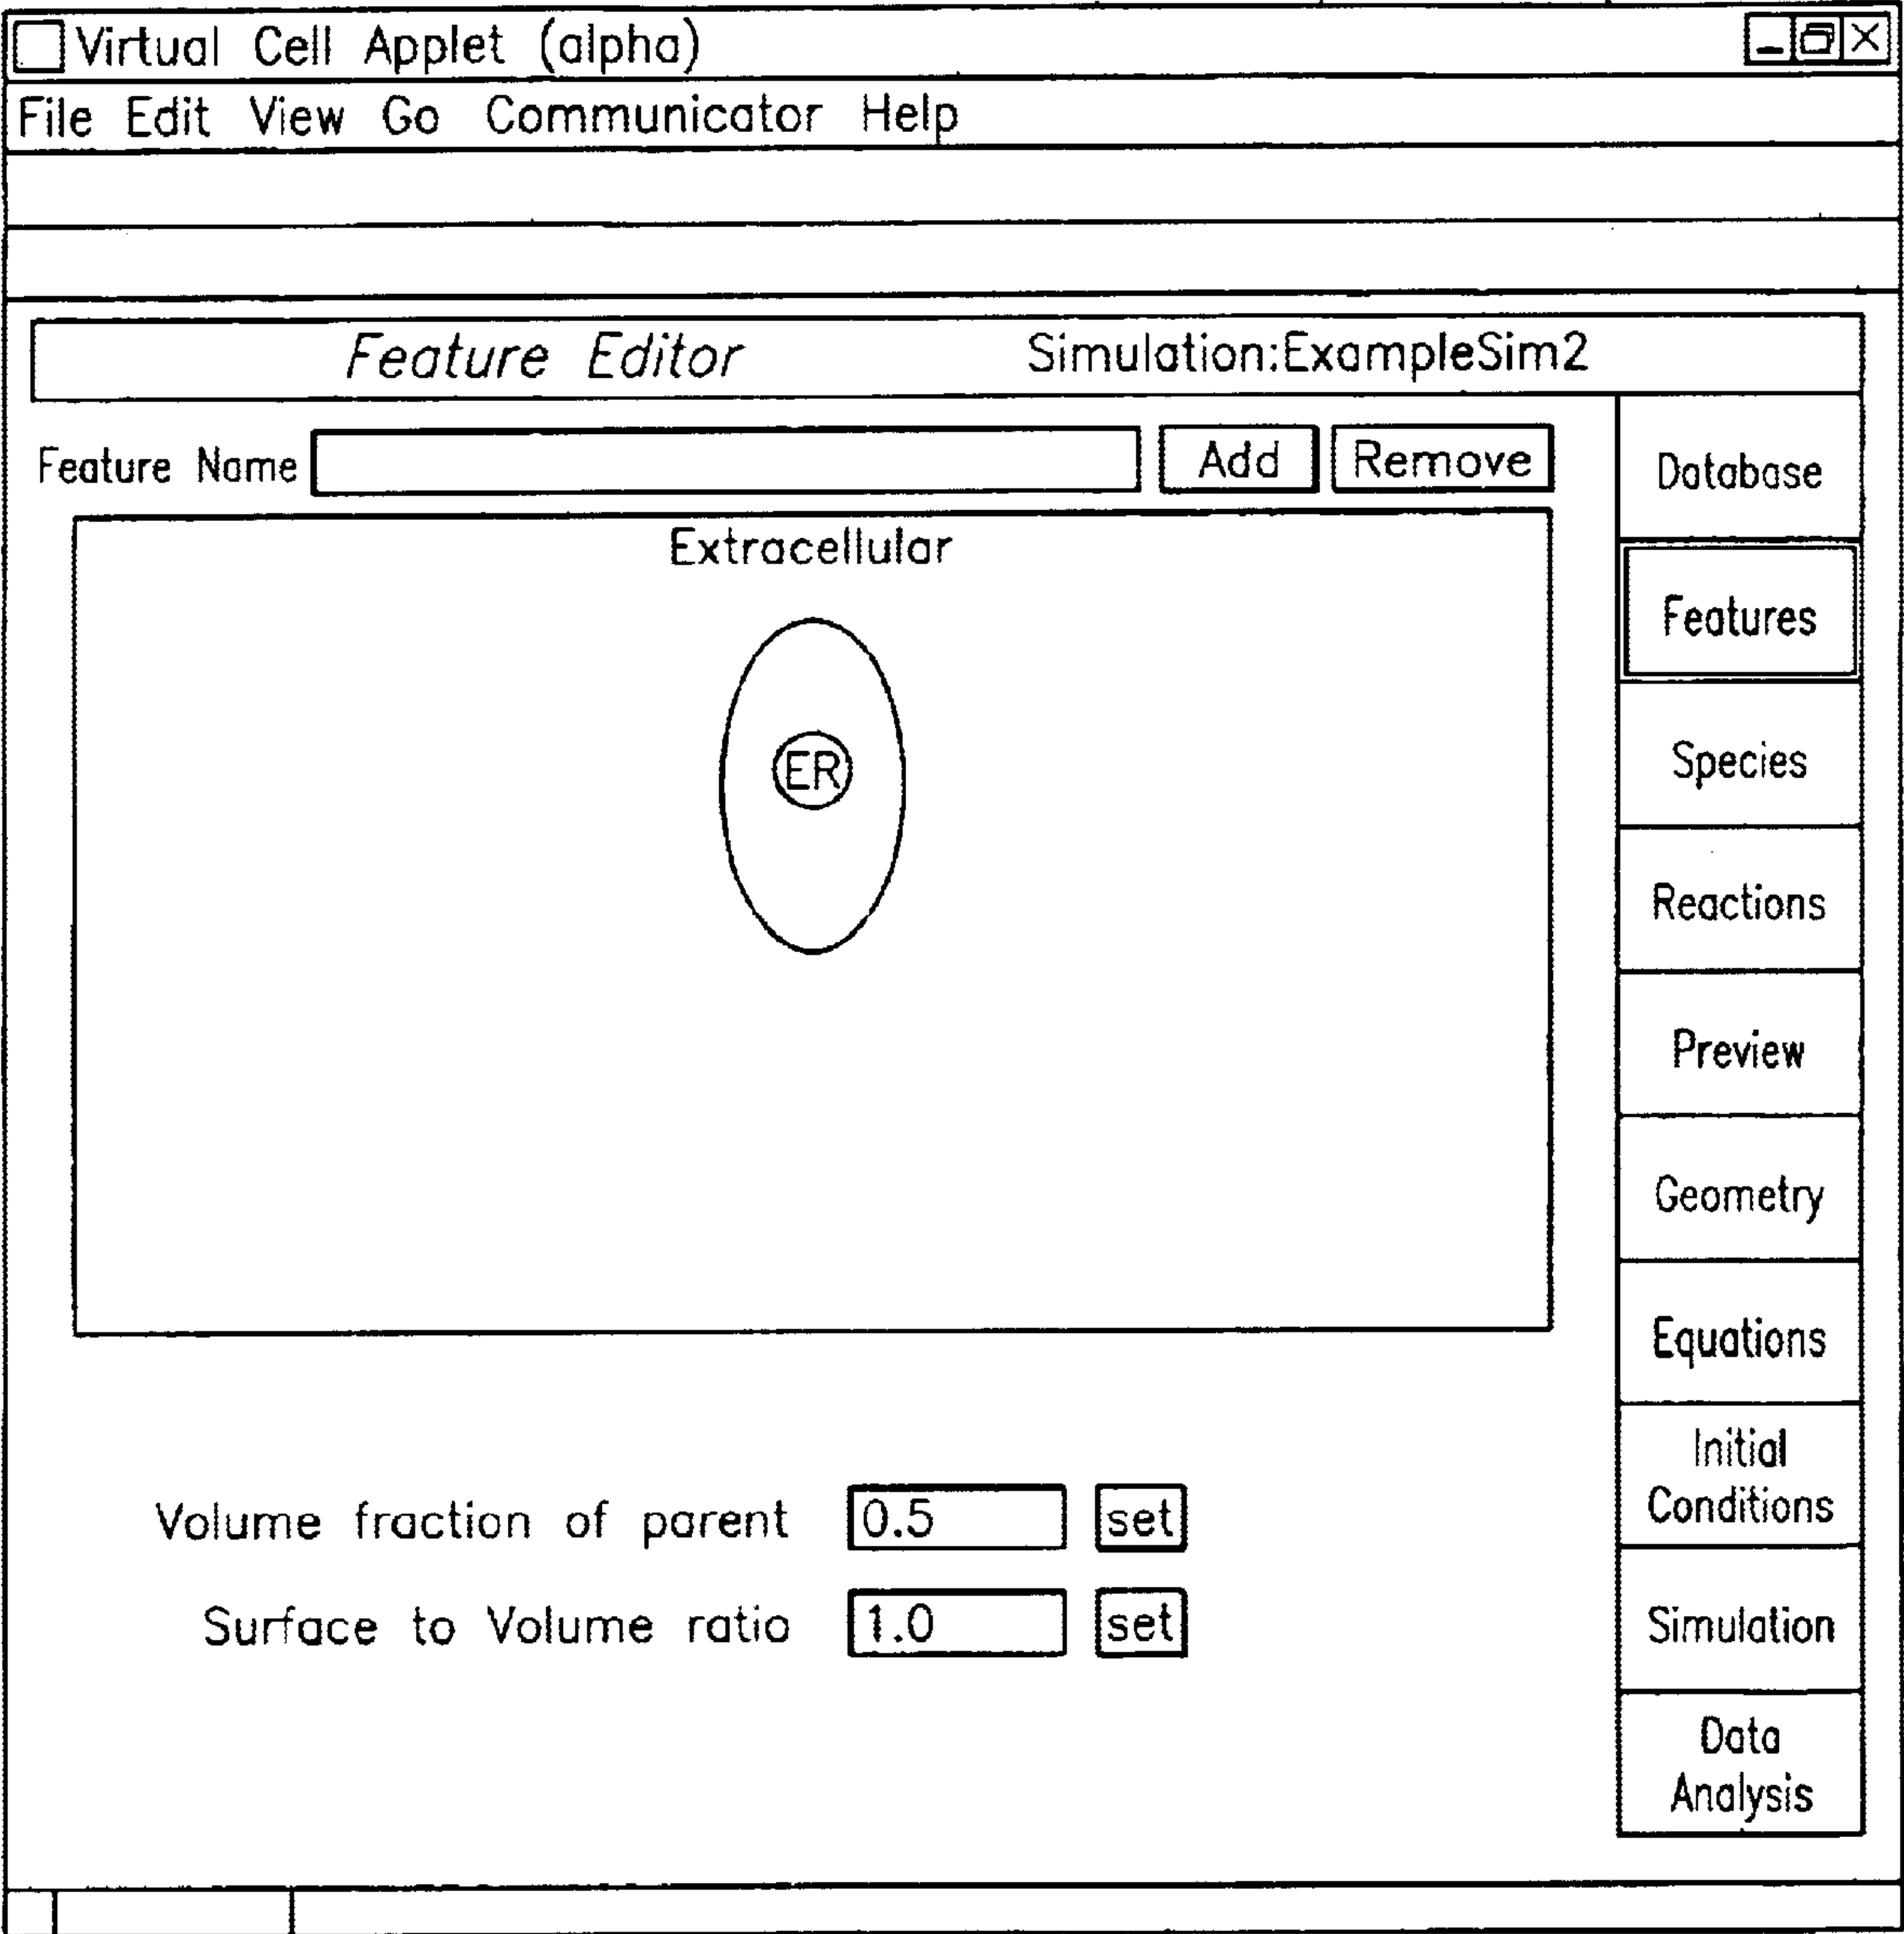 Virtual Cell Applet (alpha)
File Edit View Go Communicator Help
Feature Editor Simulation:ExampleSim2
Feature Name Add Remove
Extracellular
ER
Volume fraction of parent 0.5 set
Surface to Volume ratio 1.0 set
Database
Features
Species
Reactions
Preview
Geometry
Equations
Initial
Conditions
Simulation
Data
Analysis